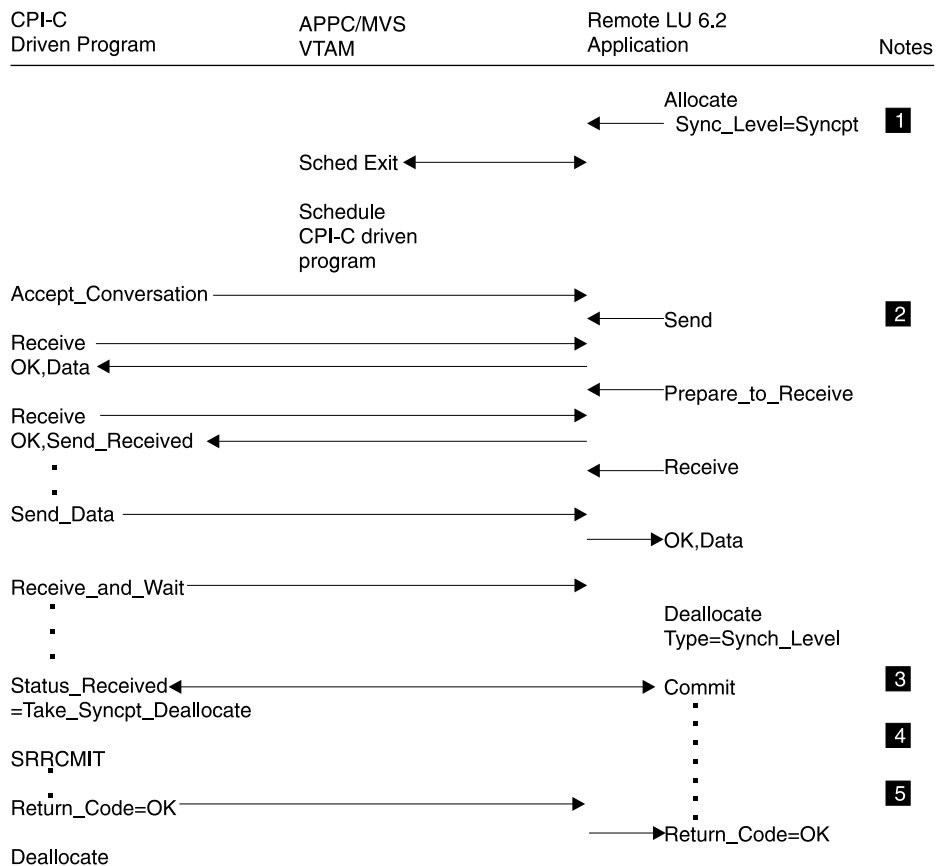 CPI-C
Driven Program
APPC/MVS
VTAM
Remote LU 6.2
Application
Notes
Allocate
Sync_Level=Syncpt
1
Sched Exit
Schedule
CPI-C driven
program
Accept_Conversation
Send
2
Receive
OK,Data
Prepare_to_Receive
Receive
OK,Send_Received
Receive
Send_Data
OK,Data
Receive_and_Wait
Deallocate
Type=Synch_Level
Status_Received
=Take_Syncpt_Deallocate
Commit
3
4
SRRCMIT
Return_Code=OK
5
Return_Code=OK
Deallocate